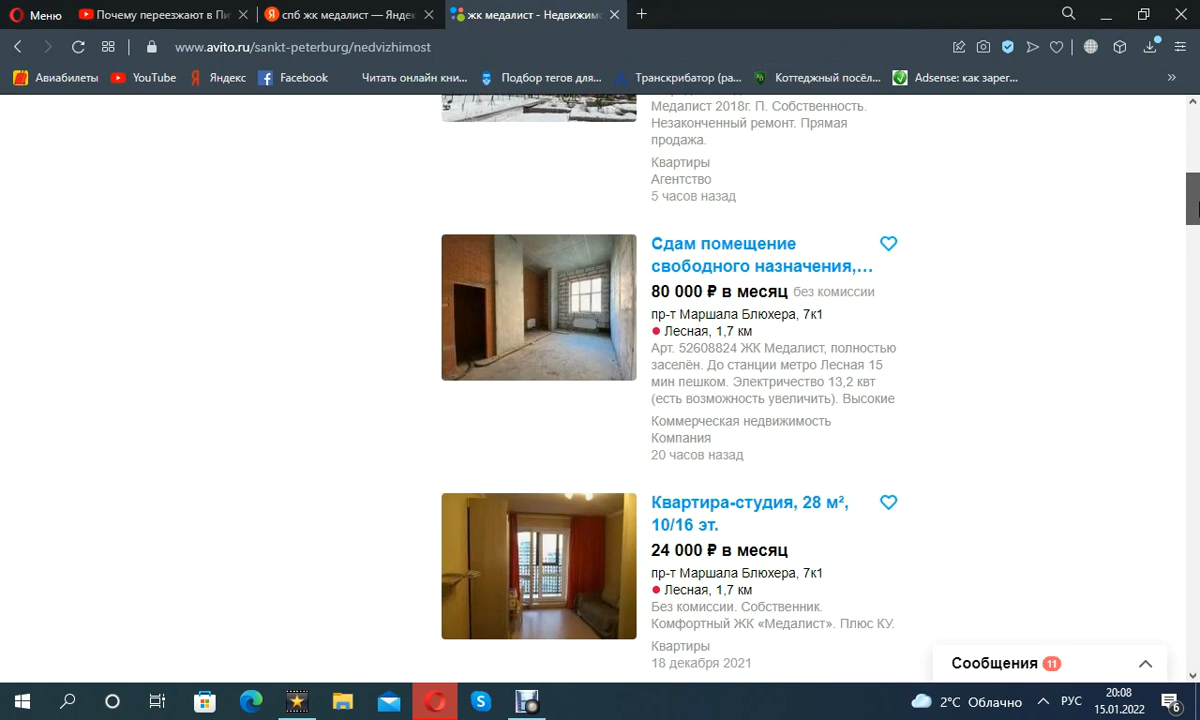 Меню
Почему переезжают в Пи
спб жк медалист — Яндек
жк медалист - Недвижим
www.avito.ru/sankt-peterburg/nedvizhimost
Авиабилеты
YouTube
Яндекс
Facebook
Читать онлайн кни...
Подбор тегов для...
Транскрибатор (ра...
Коттеджный посёл...
Adsense: как зарег...
Медалист 2018г. П. Собственность.
Незаконченный ремонт. Прямая
продажа.
Квартиры
Агентство
5 часов назад
Сдам помещение
свободного назначения,...
80 000 ₽ в месяц без комиссии
пр-т Маршала Блюхера, 7к1
Лесная, 1,7 км
Арт. 52608824 ЖК Медалист, полностью
заселён. До станции метро Лесная 15
мин пешком. Электричество 13,2 квт
(есть возможность увеличить). Высокие
Коммерческая недвижимость
Компания
20 часов назад
Квартира-студия, 28 м²,
10/16 эт.
24 000 ₽ в месяц
пр-т Маршала Блюхера, 7к1
Лесная, 1,7 км
Без комиссии. Собственник.
Комфортный ЖК «Медалист». Плюс КУ.
Квартиры
18 декабря 2021
Сообщения 11
2°C Облачно
РУС
20:08
15.01.2022
6